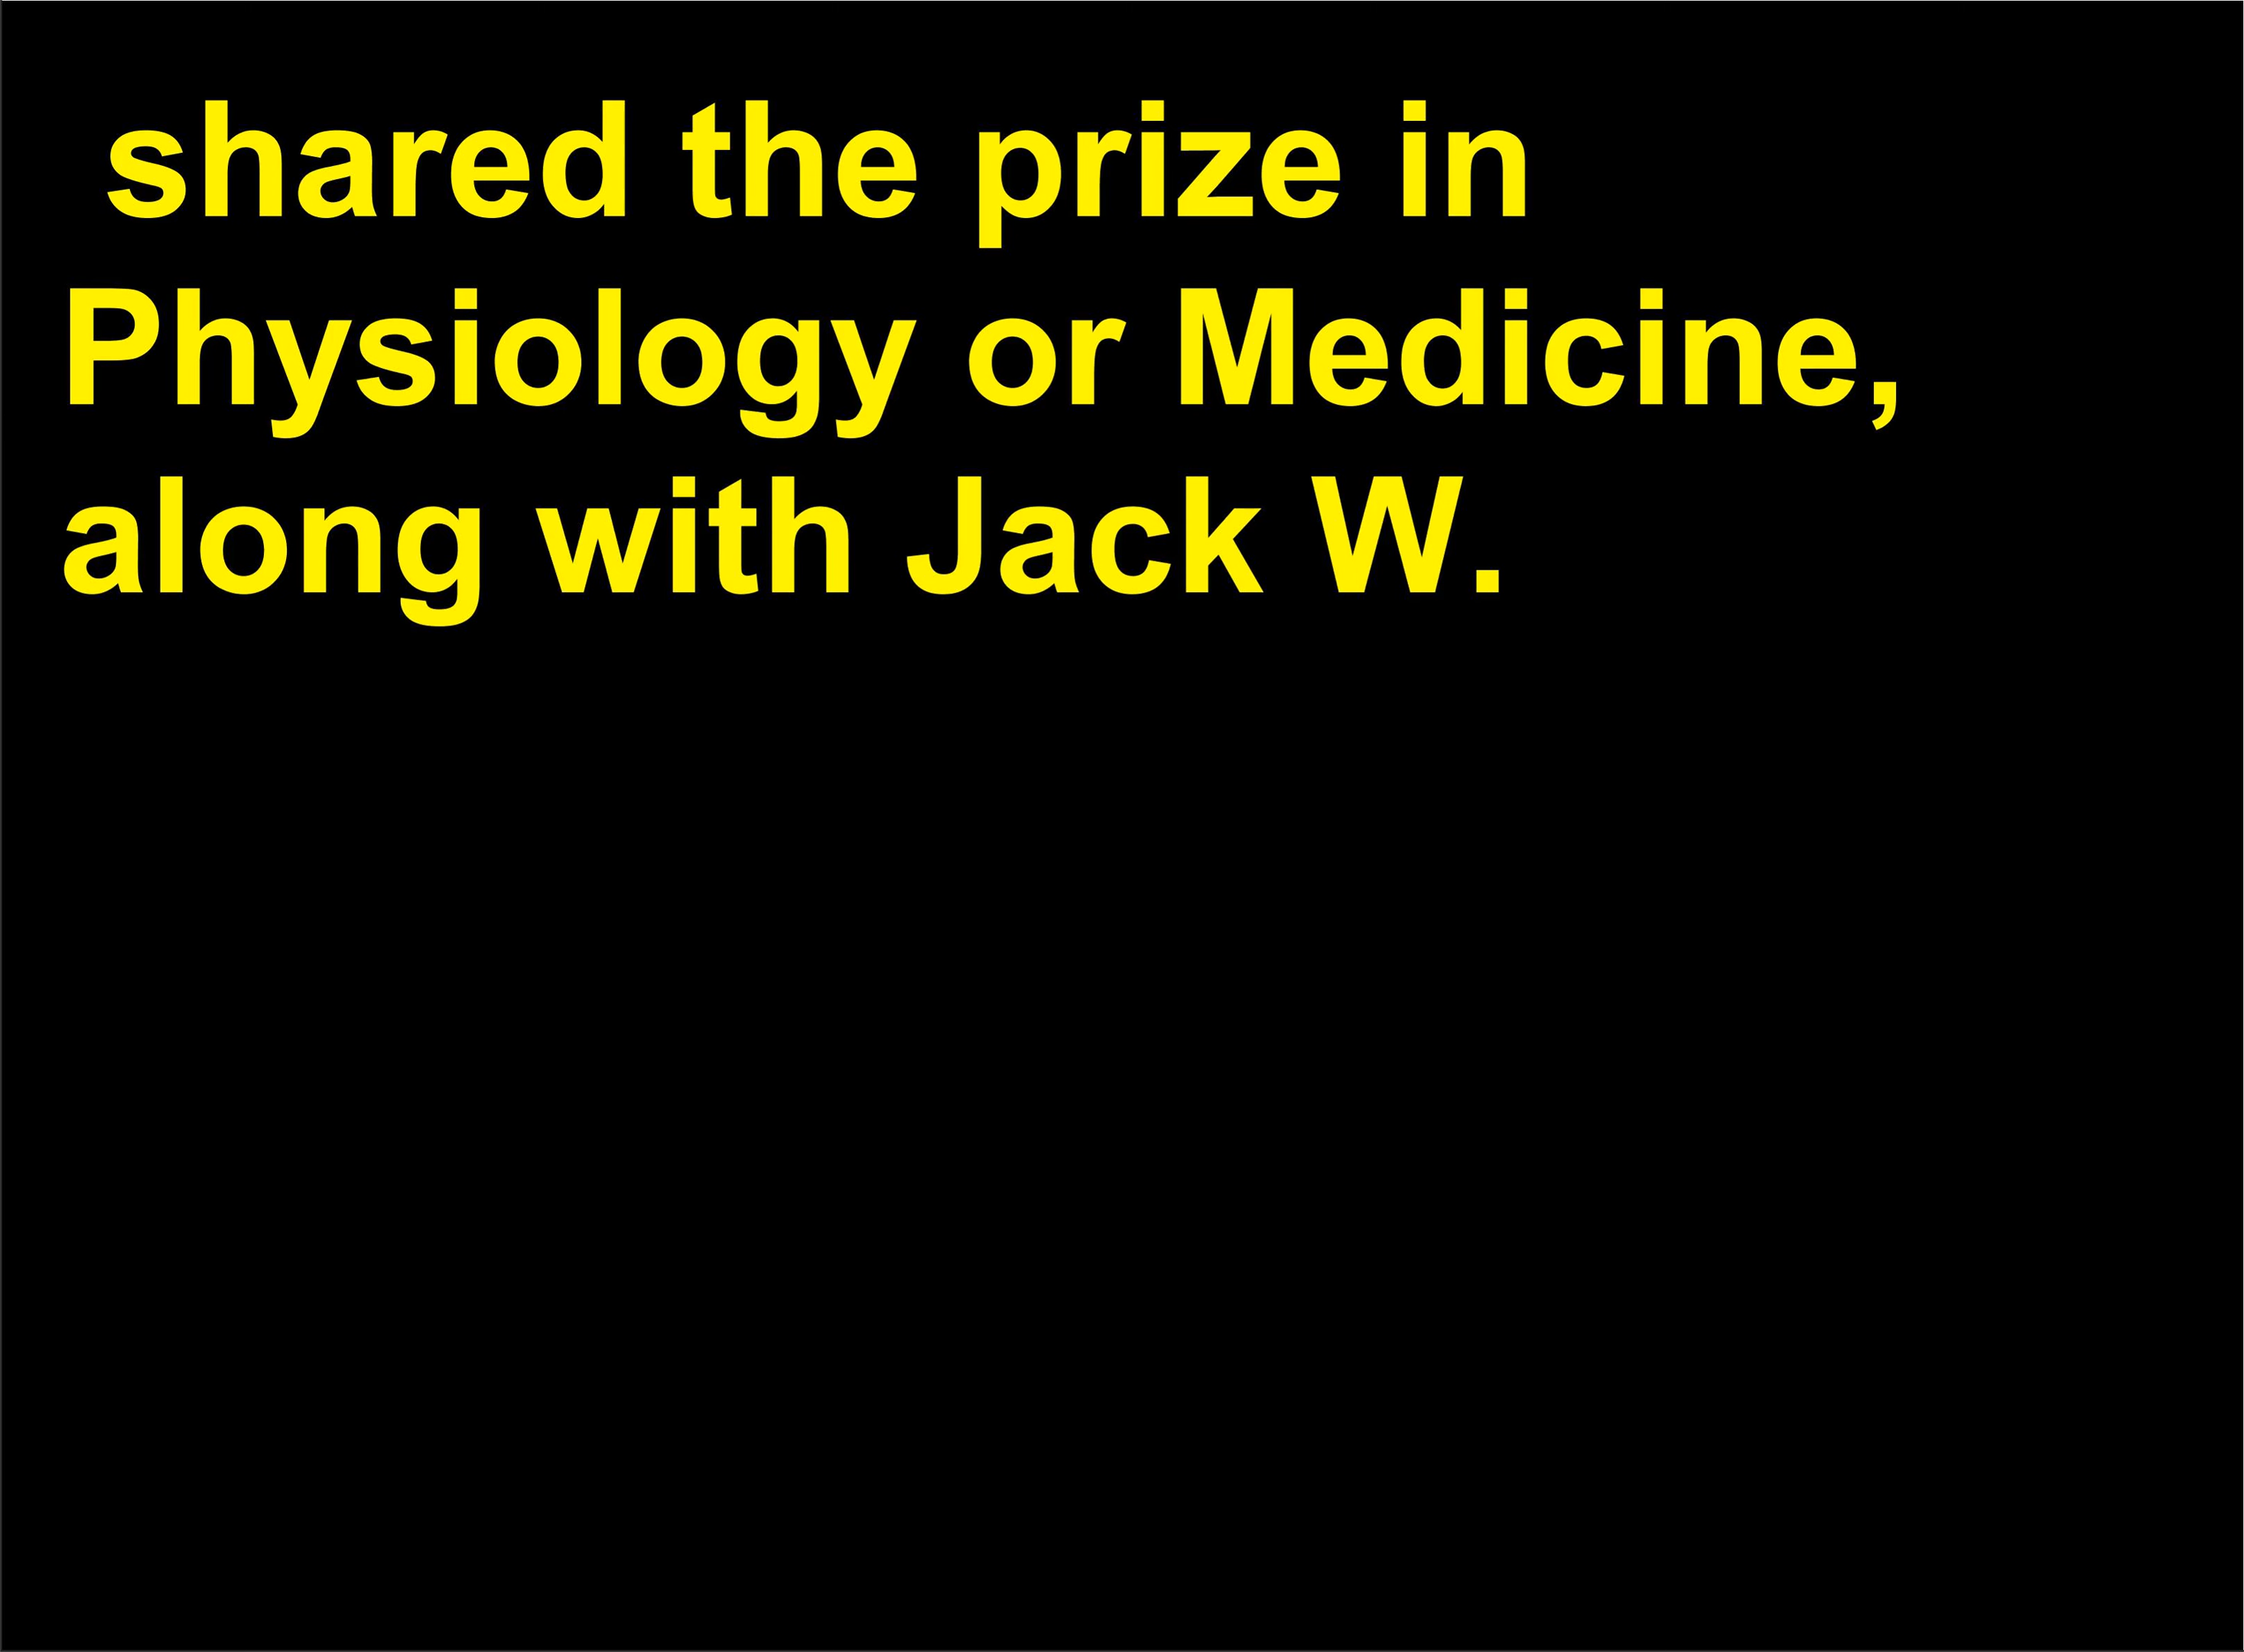 shared the prize in
Physiology or Medicine,
along with Jack W.